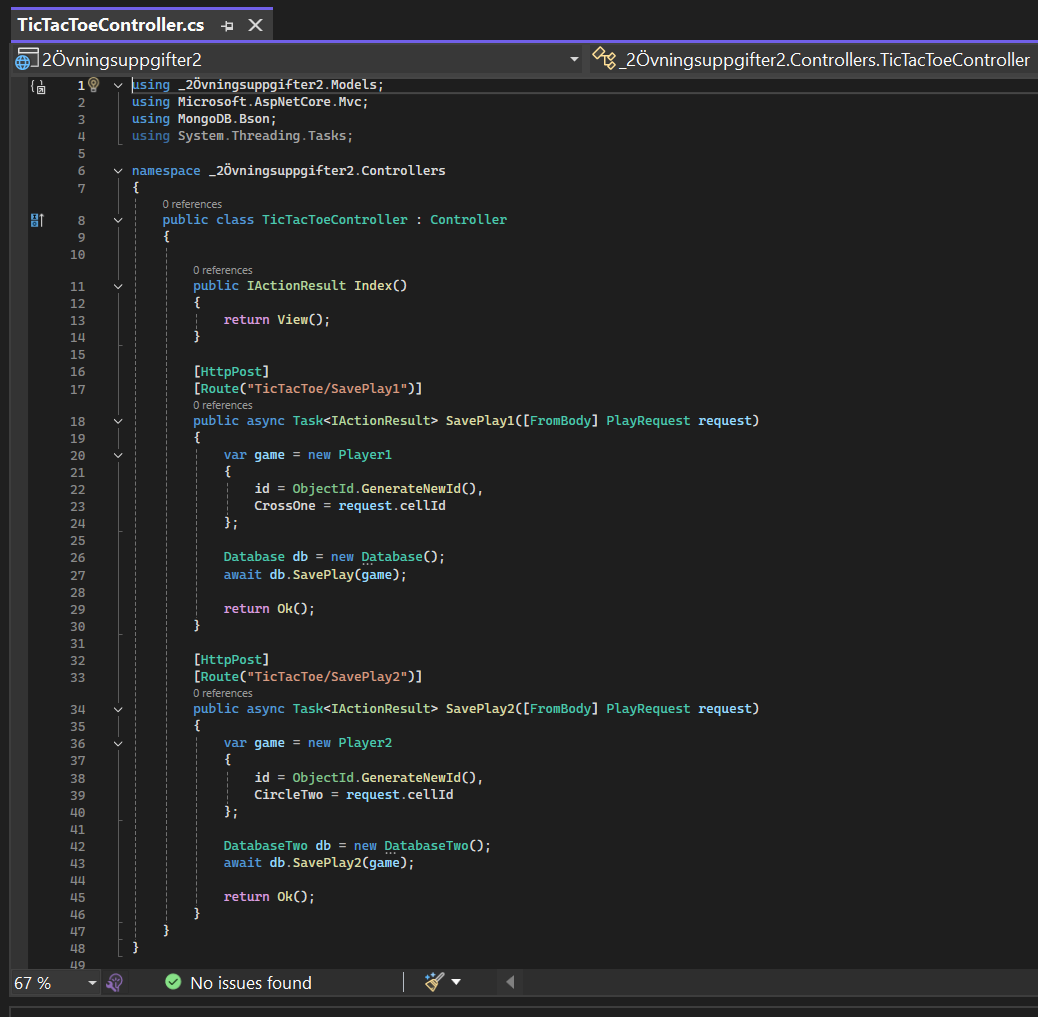 TicTacToeController.cs
2Övningsuppgifter2 _2Övningsuppgifter2.Controllers.TicTacToeController
1 using _2Övningsuppgifter2.Models;
2 using Microsoft.AspNetCore.Mvc;
3 using MongoDB.Bson;
4 using System.Threading.Tasks;
5
6 namespace _2Övningsuppgifter2.Controllers
7 {
0 references
8 public class TicTacToeController : Controller
9 {
10
0 references
11 public IActionResult Index()
12 {
13 return View();
14 }
15
16 [HttpPost]
17 [Route("TicTacToe/SavePlay1")]
0 references
18 public async Task<IActionResult> SavePlay1([FromBody] PlayRequest request)
19 {
20 var game = new Player1
21 {
22 id = ObjectId.GenerateNewId(),
23 CrossOne = request.cellId
24 };
25
26 Database db = new Database();
27 await db.SavePlay(game);
28
29 return Ok();
30 }
31
32 [HttpPost]
33 [Route("TicTacToe/SavePlay2")]
0 references
34 public async Task<IActionResult> SavePlay2([FromBody] PlayRequest request)
35 {
36 var game = new Player2
37 {
38 id = ObjectId.GenerateNewId(),
39 CircleTwo = request.cellId
40 };
41
42 DatabaseTwo db = new DatabaseTwo();
43 await db.SavePlay2(game);
44
45 return Ok();
46 }
47 }
48 }
49
67 % No issues found